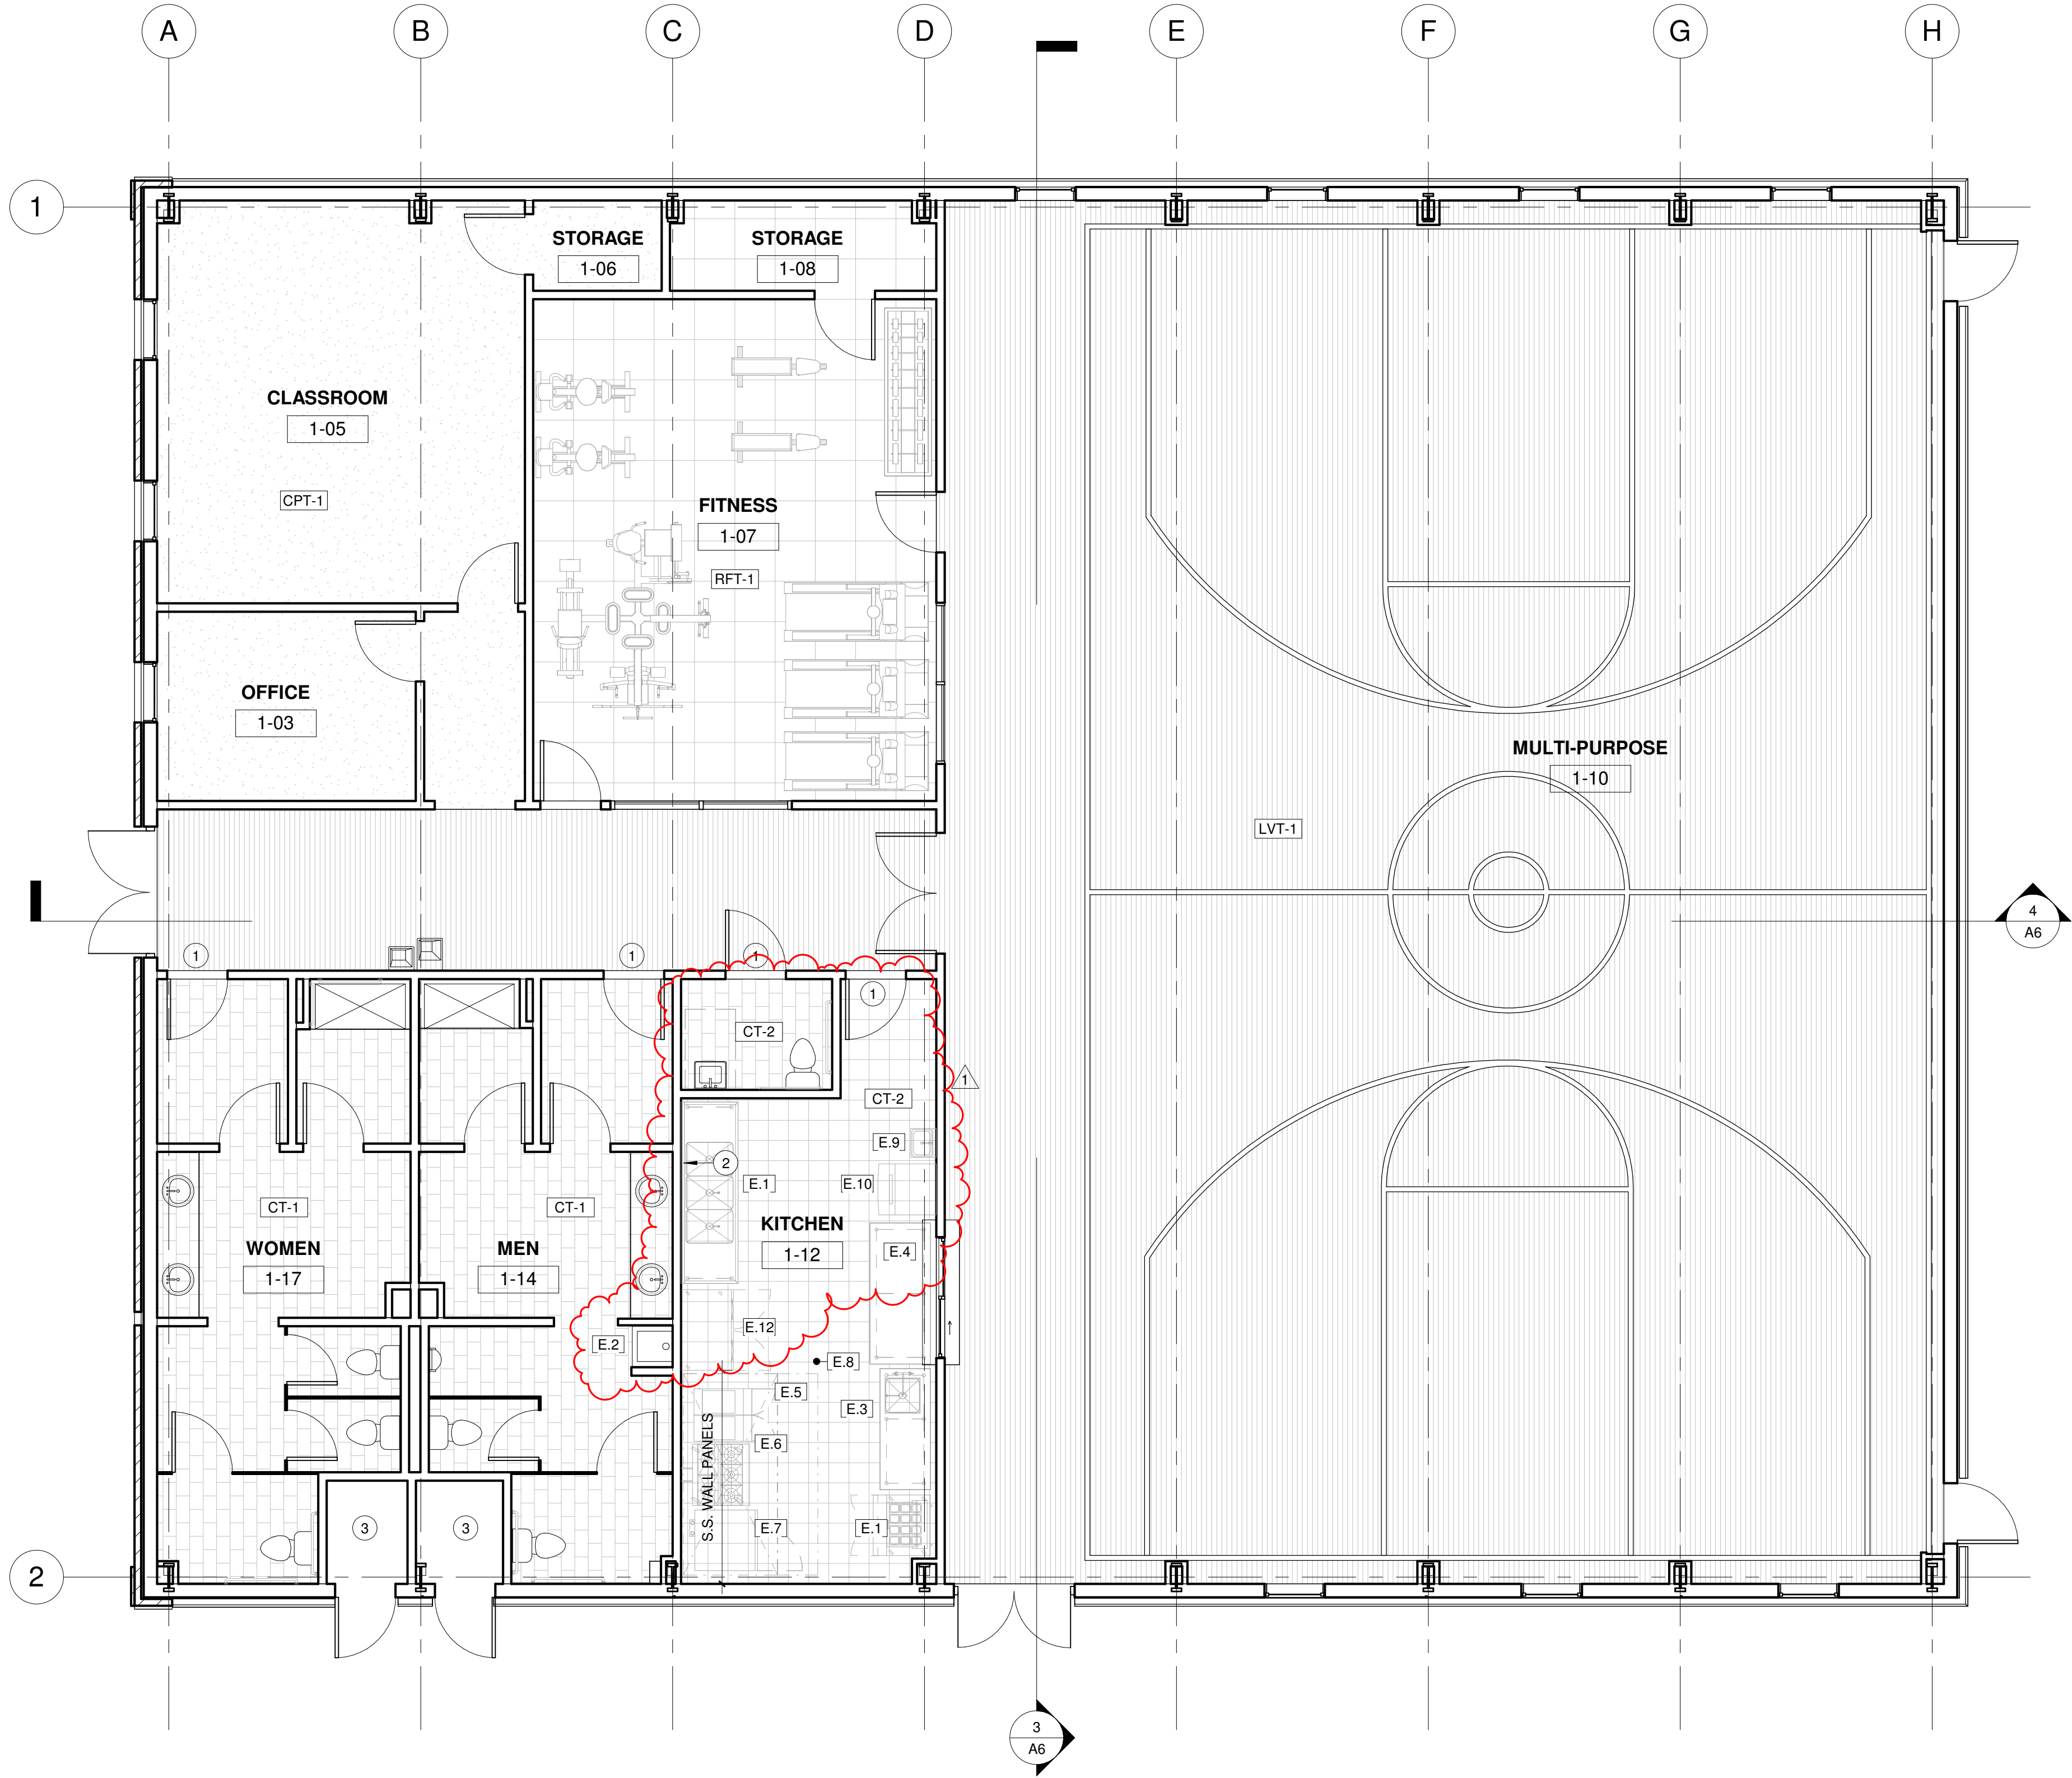 A
B
C
D
E
F
G
H
1
STORAGE
1-06
STORAGE
1-08
CLASSROOM
1-05
CPT-1
FITNESS
1-07
RFT-1
OFFICE
1-03
MULTI-PURPOSE
1-10
LVT-1
4
A6
1
1
1
1
CT-2
1
CT-2
E.9
2
E.1
E.10
CT-1
CT-1
KITCHEN
1-12
WOMEN
1-17
MEN
1-14
E.4
E.12
E.2
E.8
E.5
E.3
S.S. WALL PANELS
E.6
3
3
E.7
E.1
2
3
A6